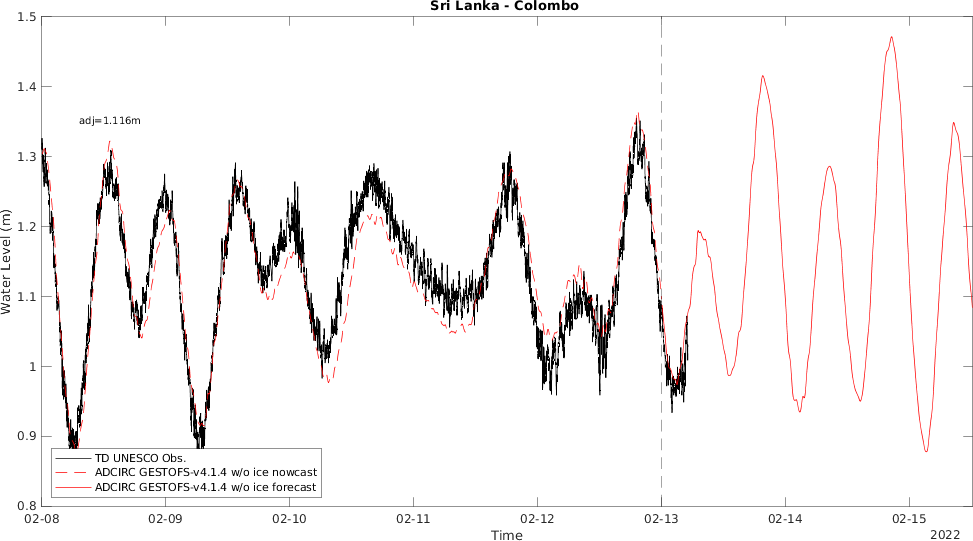 Sri Lanka - Colombo
1.5
1.4
adj=1.116m
1.3
1.2
Water Level (m)
1.1
1
0.9
TD UNESCO Obs.
ADCIRC GESTOFS-v4.1.4 w/o ice nowcast
ADCIRC GESTOFS-v4.1.4 w/o ice forecast
0.8
02-08 02-09 02-10 02-11 02-12 02-13 02-14 02-15
Time
2022